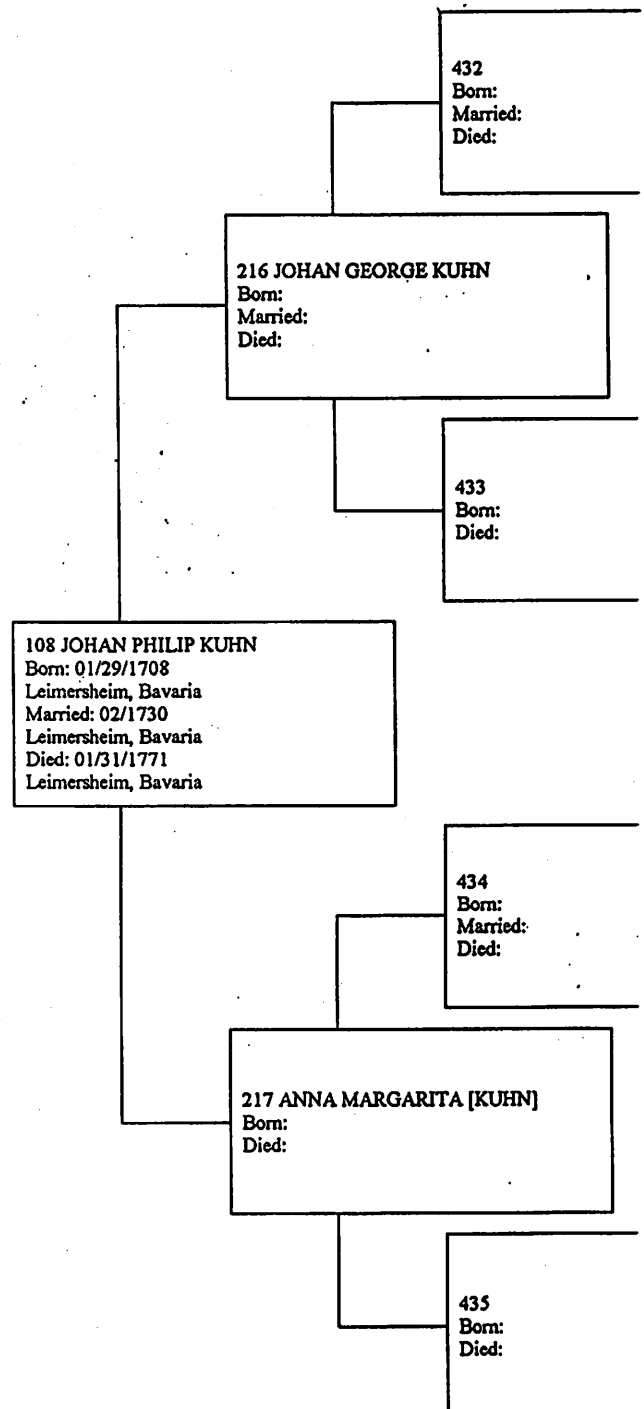 432
Born:
Married:
Died:
216 JOHAN GEORGE KUHN
Born:
Married:
Died:
433
Born:
Died:
108 JOHAN PHILIP KUHN
Born: 01/29/1708
Leimersheim, Bavaria
Married: 02/1730
Leimersheim, Bavaria
Died: 01/31/1771
Leimersheim, Bavaria
434
Born:
Married:
Died:
217 ANNA MARGARITA [KUHN]
Born:
Died:
435
Born:
Died: